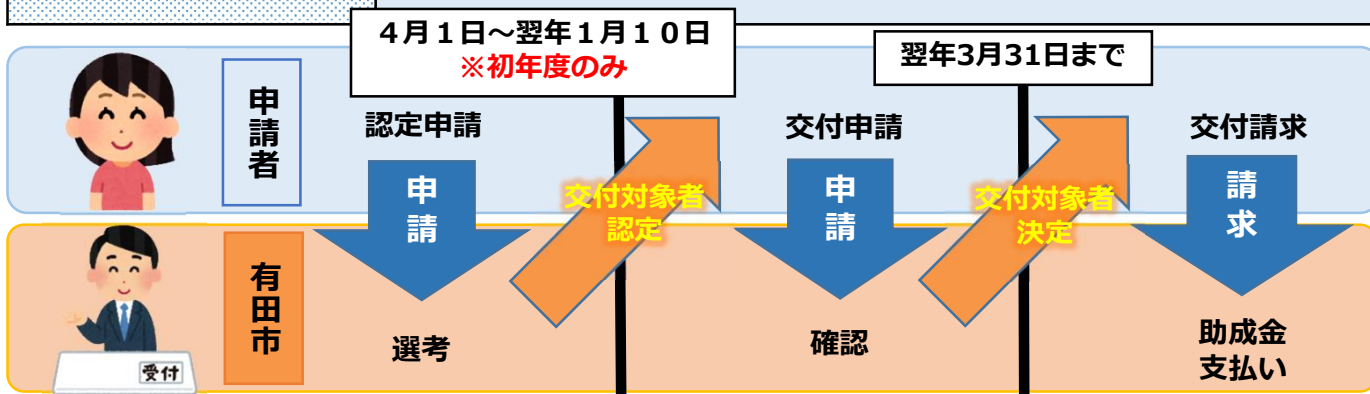 4月1日～翌年1月10日
※初年度のみ
翌年3月31日まで
申請者
認定申請
申請
交付対象者
認定
交付申請
申請
交付対象者
決定
交付請求
請求
有田市
受付
選考
確認
助成金
支払い